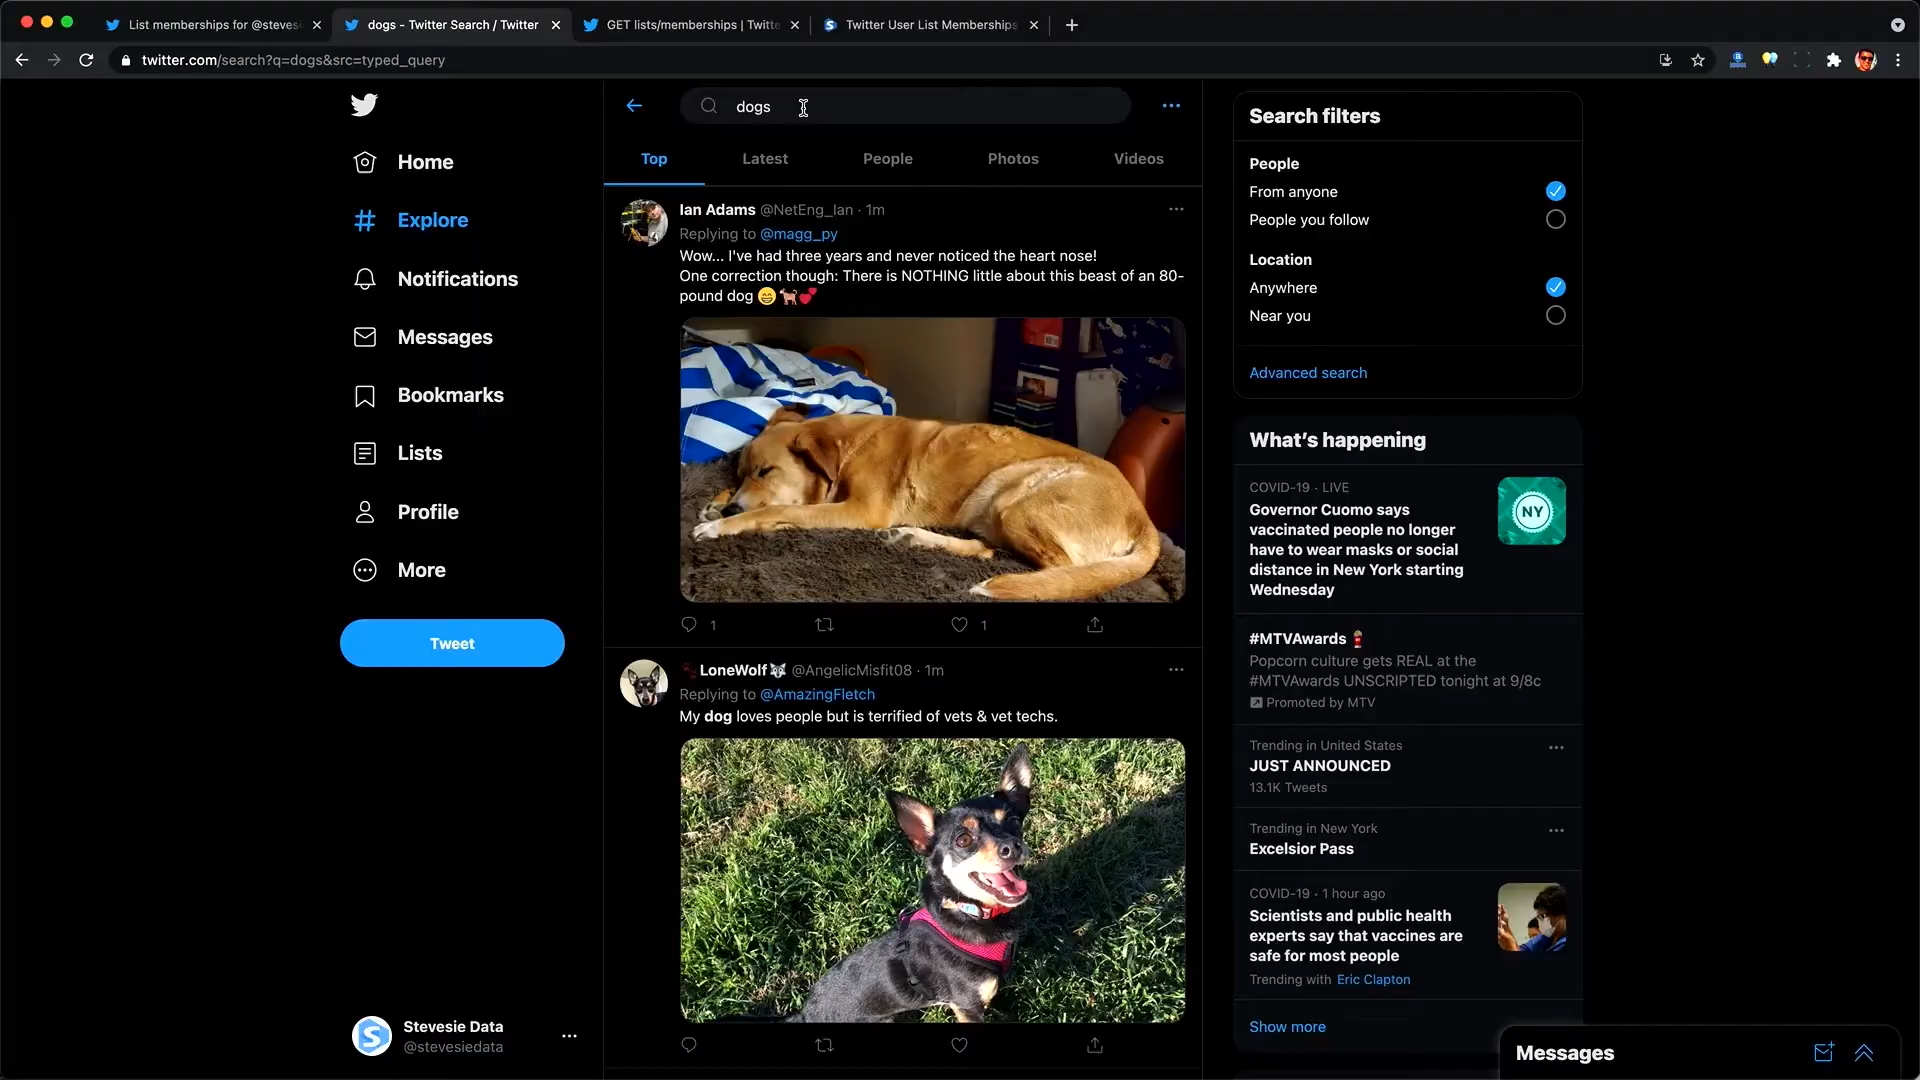 List memberships for @steves
dogs - Twitter Search / Twitter
GET lists/memberships | Twitte
Twitter User List Memberships
twitter.com/search?q=dogs&src=typed_query
Home
Explore
Notifications
Messages
Bookmarks
Lists
Profile
More
Tweet
Stevesie Data
@stevesiedata
dogs
Top
Latest
People
Photos
Videos
Ian Adams @NetEng_Ian · 1m
Replying to @magg_py
Wow... I've had three years and never noticed the heart nose!
One correction though: There is NOTHING little about this beast of an 80-
pound dog 😁🐕💕
1
1
LoneWolf🐺 @AngelicMisfit08 · 1m
Replying to @AmazingFletch
My dog loves people but is terrified of vets & vet techs.
Search filters
People
From anyone
People you follow
Location
Anywhere
Near you
Advanced search
What's happening
COVID-19 · LIVE
Governor Cuomo says
vaccinated people no longer
have to wear masks or social
distance in New York starting
Wednesday
NY
#MTVAwards
Popcorn culture gets REAL at the
#MTVAwards UNSCRIPTED tonight at 9/8c
Promoted by MTV
Trending in United States
JUST ANNOUNCED
13.1K Tweets
Trending in New York
Excelsior Pass
COVID-19 · 1 hour ago
Scientists and public health
experts say that vaccines are
safe for most people
Trending with Eric Clapton
Show more
Messages